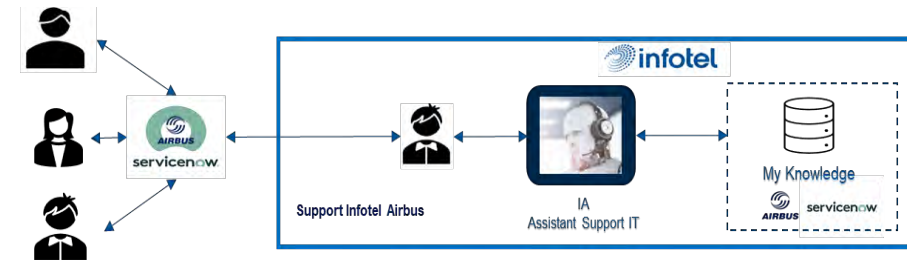 infotel
AIRBUS
servicenow
Support Infotel Airbus
IA
Assistant Support IT
My Knowledge
AIRBUS
servicenow